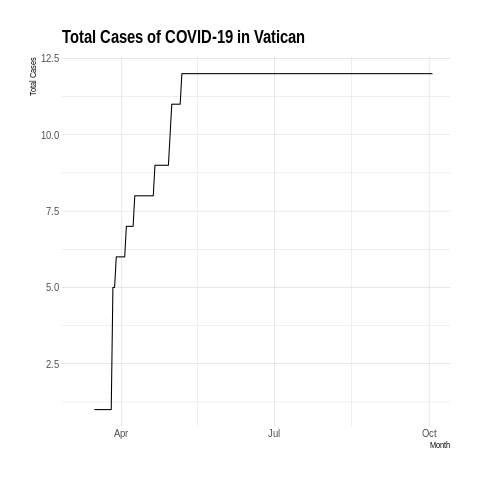 Total Cases of COVID-19 in Vatican
Total Cases
12.5
10.0
7.5
5.0
2.5
Apr
Jul
Oct
Month